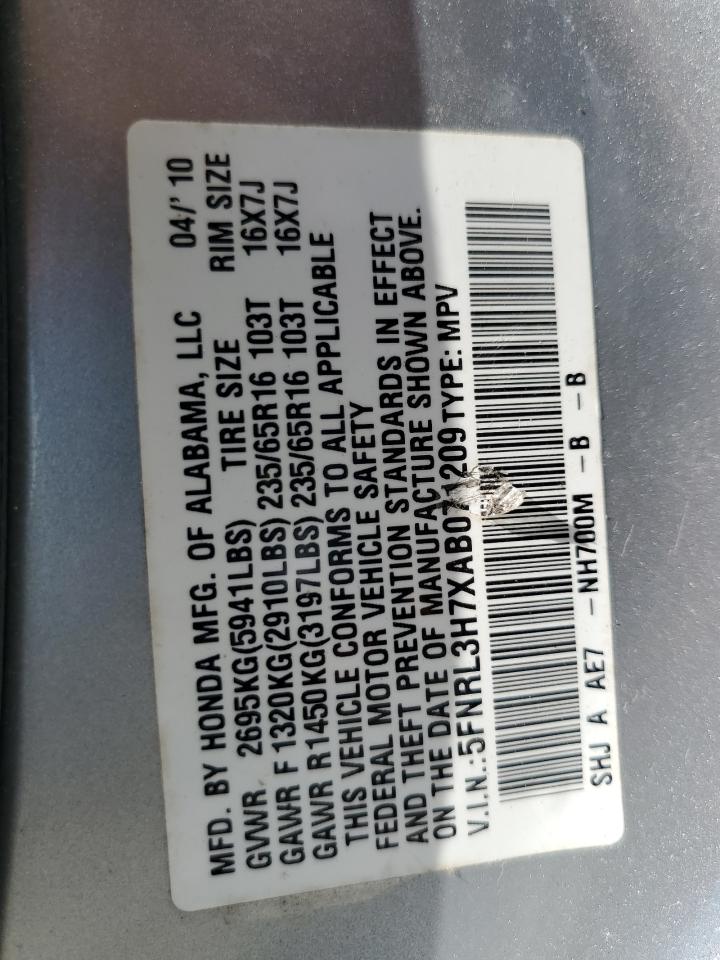 MFD. BY HONDA MFG. OF ALABAMA, LLC 04/' 10
GVWR 2695KG(5941LBS) TIRE SIZE RIM SIZE
GAWR F 1320KG(2910LBS) 235/65R16 103T 16X7J
GAWR R 1450KG(3197LBS) 235/65R16 103T 16X7J
THIS VEHICLE CONFORMS TO ALL APPLICABLE
FEDERAL MOTOR VEHICLE SAFETY
AND THEFT PREVENTION STANDARDS IN EFFECT
ON THE DATE OF MANUFACTURE SHOWN ABOVE.
V.I.N.: TYPE: MPV
SHJ A AE7 -NH700M -B -B